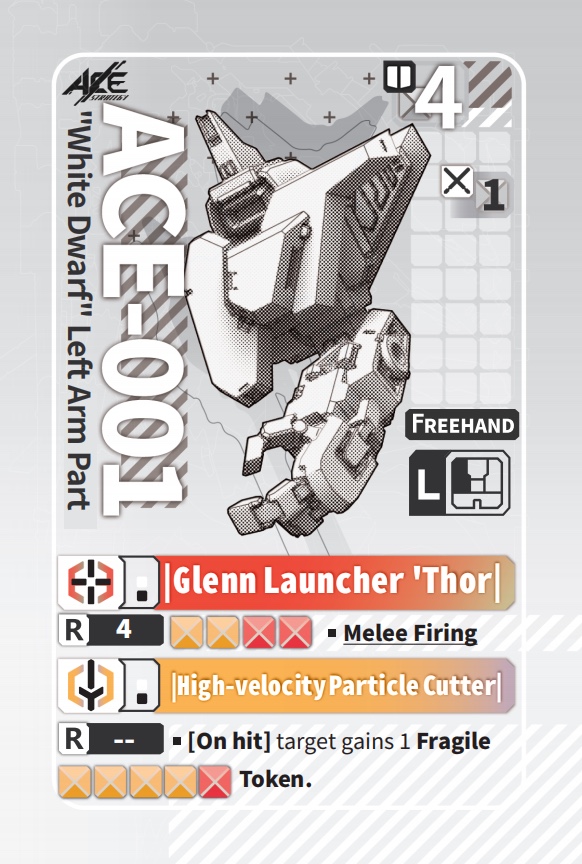 ACE
STRATEGY
4
1
ACE-001
"White Dwarf" Left Arm Part
FREEHAND
L
|Glenn Launcher 'Thor|
R 4 ▪ Melee Firing
|High-velocity Particle Cutter|
R -- ▪ [On hit] target gains 1 Fragile
Token.